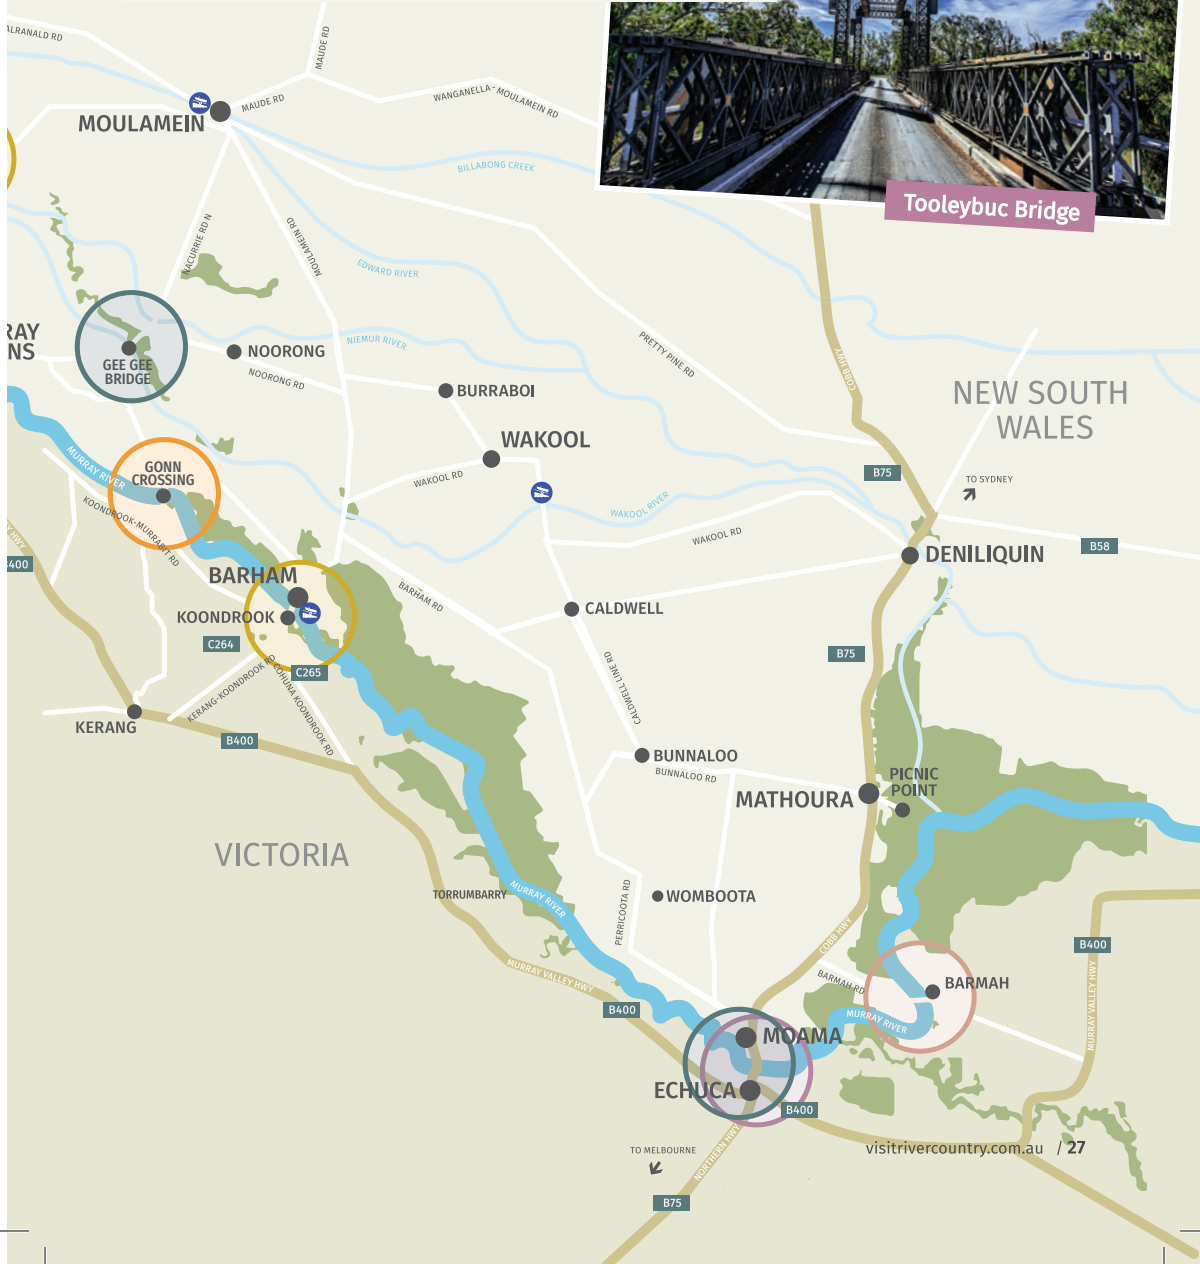 MAUDE RD
WANGANELLA - MOULAMEIN RD
MAUDE RD
MOULAMEIN
BILLABONG CREEK
Tooleybuc Bridge
NACURRIE RD N
MOULAMEIN RD
EDWARD RIVER
NIEMUR RIVER
PRETTY PINE RD
COBB HWY
GEE GEE
BRIDGE
NOORONG
NOORONG RD
BURRABOI
NEW SOUTH
WALES
WAKOOL
WAKOOL RD
WAKOOL RIVER
WAKOOL RD
B75
TO SYDNEY
MURRAY RIVER
GONN
CROSSING
KOONDROOK-MURRABIT RD
DENILIQUIN
B58
BARHAM
KOONDROOK
C264
C265
BARHAM RD
CALDWELL
CALDWELL LINE RD
B75
KERANG-KOONDROOK RD
COHUNA KOONDROOK RD
KERANG
B400
BUNNALOO
BUNNALOO RD
PICNIC
POINT
MATHOURA
VICTORIA
TORRUMBARRY
MURRAY RIVER
PERRICOOTA RD
WOMBOOTA
COBB HWY
MURRAY VALLEY HWY
B400
BARMAH RD
BARMAH
B400
MURRAY VALLEY HWY
MURRAY RIVER
MOAMA
ECHUCA
B400
TO MELBOURNE
NORTHERN HWY
B75
visitrivercountry.com.au / 27